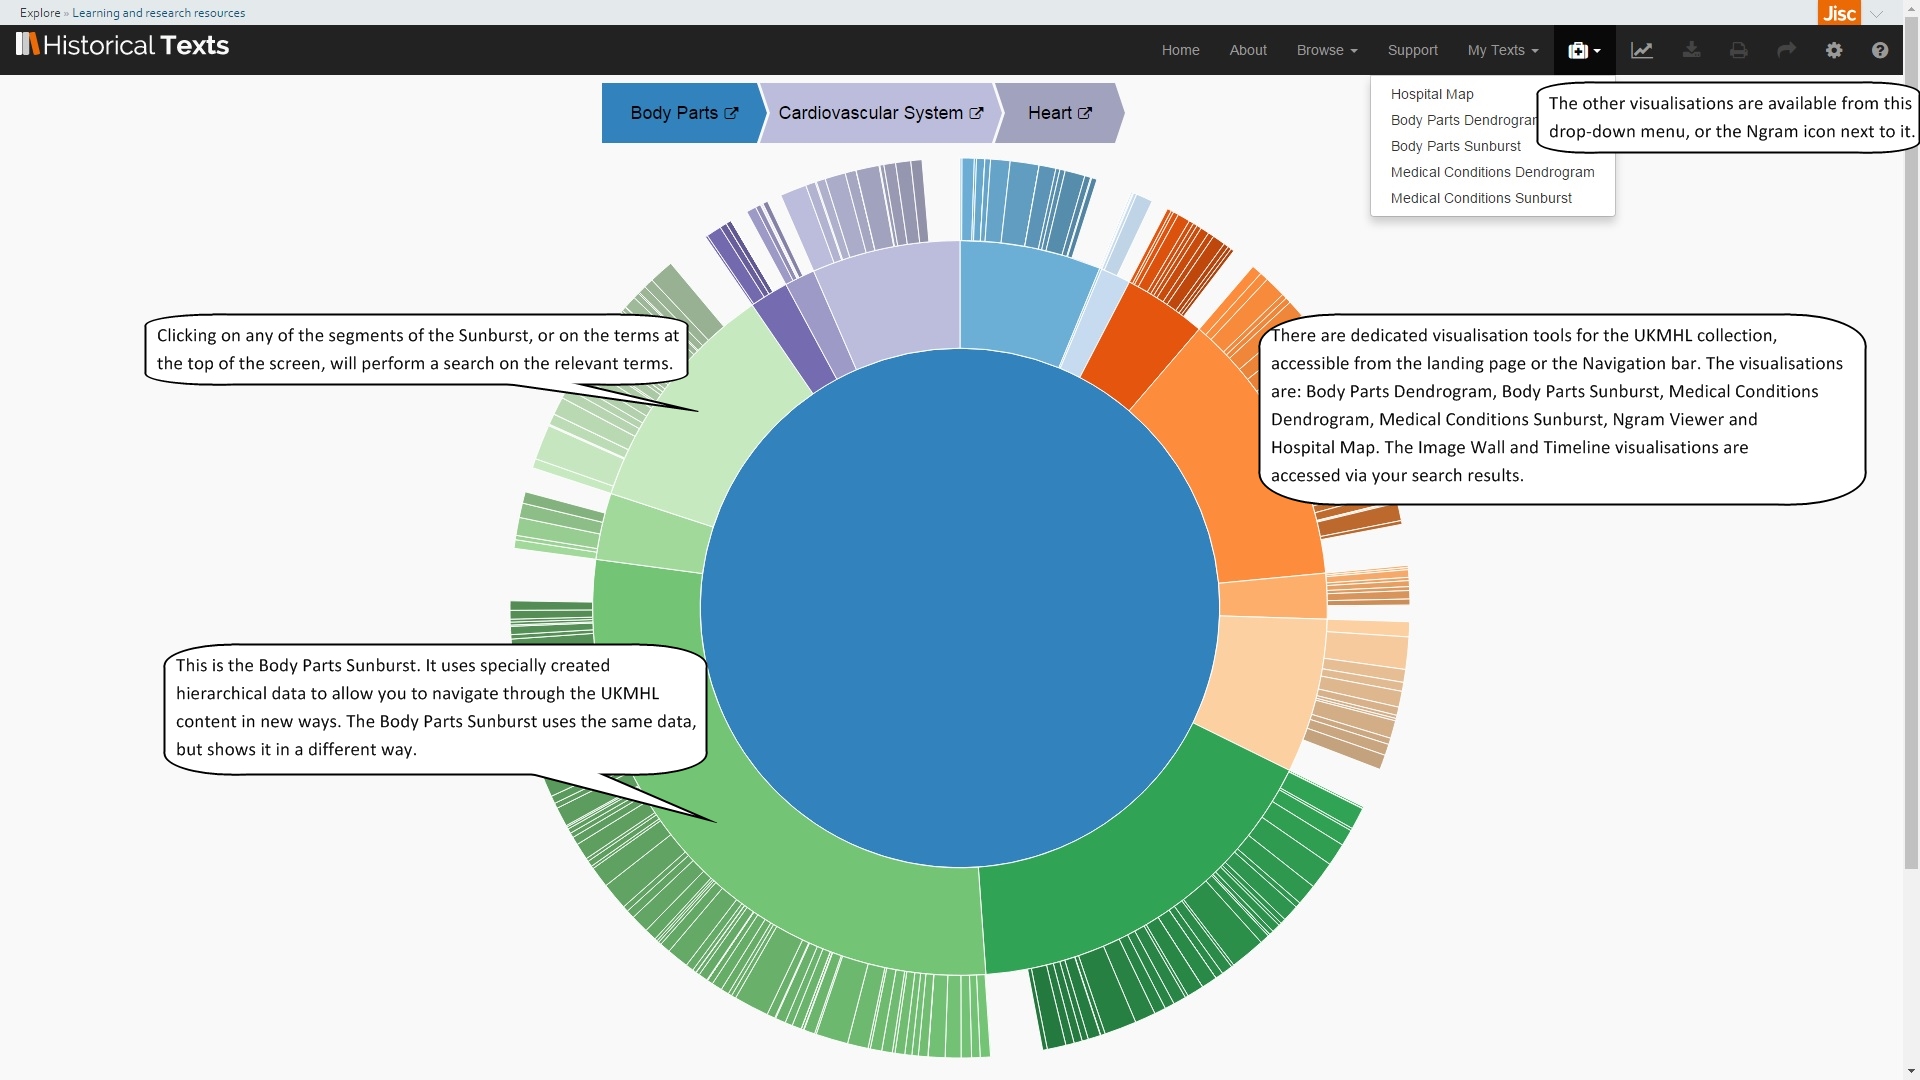 Explore » Learning and research resources
Jisc
Historical Texts
Home About Browse Support My Texts
Body Parts Cardiovascular System Heart
Hospital Map
Body Parts Dendrogram
Body Parts Sunburst
Medical Conditions Dendrogram
Medical Conditions Sunburst
The other visualisations are available from this
drop-down menu, or the Ngram icon next to it.
Clicking on any of the segments of the Sunburst, or on the terms at
the top of the screen, will perform a search on the relevant terms.
There are dedicated visualisation tools for the UKMHL collection,
accessible from the landing page or the Navigation bar. The visualisations
are: Body Parts Dendrogram, Body Parts Sunburst, Medical Conditions
Dendrogram, Medical Conditions Sunburst, Ngram Viewer and
Hospital Map. The Image Wall and Timeline visualisations are
accessed via your search results.
This is the Body Parts Sunburst. It uses specially created
hierarchical data to allow you to navigate through the UKMHL
content in new ways. The Body Parts Sunburst uses the same data,
but shows it in a different way.